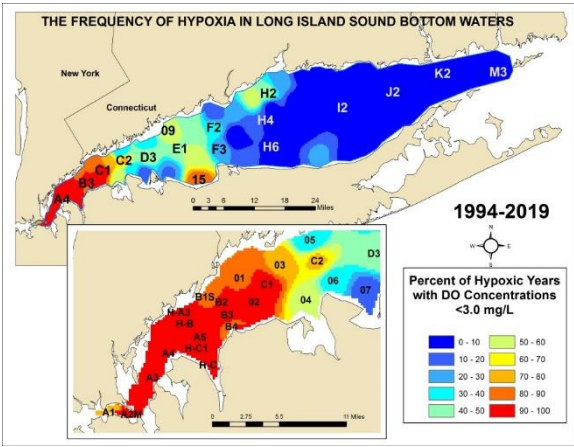 THE FREQUENCY OF HYPOXIA IN LONG ISLAND SOUND BOTTOM WATERS
New York
Connecticut
M3
K2
J2
I2
H2
H4
H6
F2
F3
09
E1
D3
C2
C1
B3
A4
15
0 3 6 12 18 24
Miles
1994-2019
N
W E
S
05
D3
03
C2
01
C1
06
07
B1S
B2
02
04
H-A3
B3
H-B
B4
A5
H-C1
A4
H-C
A3
A1
A2M
0 2.75 5.5 11 Miles
Percent of Hypoxic Years
with DO Concentrations
<3.0 mg/L
0 - 10 50 - 60
10 - 20 60 - 70
20 - 30 70 - 80
30 - 40 80 - 90
40 - 50 90 - 100